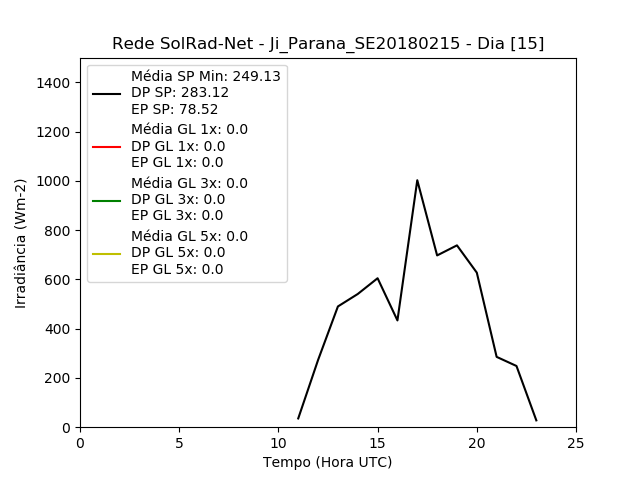 Rede SolRad-Net - Ji_Parana_SE20180215 - Dia [15]
Média SP Min: 249.13
DP SP: 283.12
EP SP: 78.52
Média GL 1x: 0.0
DP GL 1x: 0.0
EP GL 1x: 0.0
Média GL 3x: 0.0
DP GL 3x: 0.0
EP GL 3x: 0.0
Média GL 5x: 0.0
DP GL 5x: 0.0
EP GL 5x: 0.0
Irradiância (Wm-2)
1400
1200
1000
800
600
400
200
0
0 5 10 15 20 25
Tempo (Hora UTC)